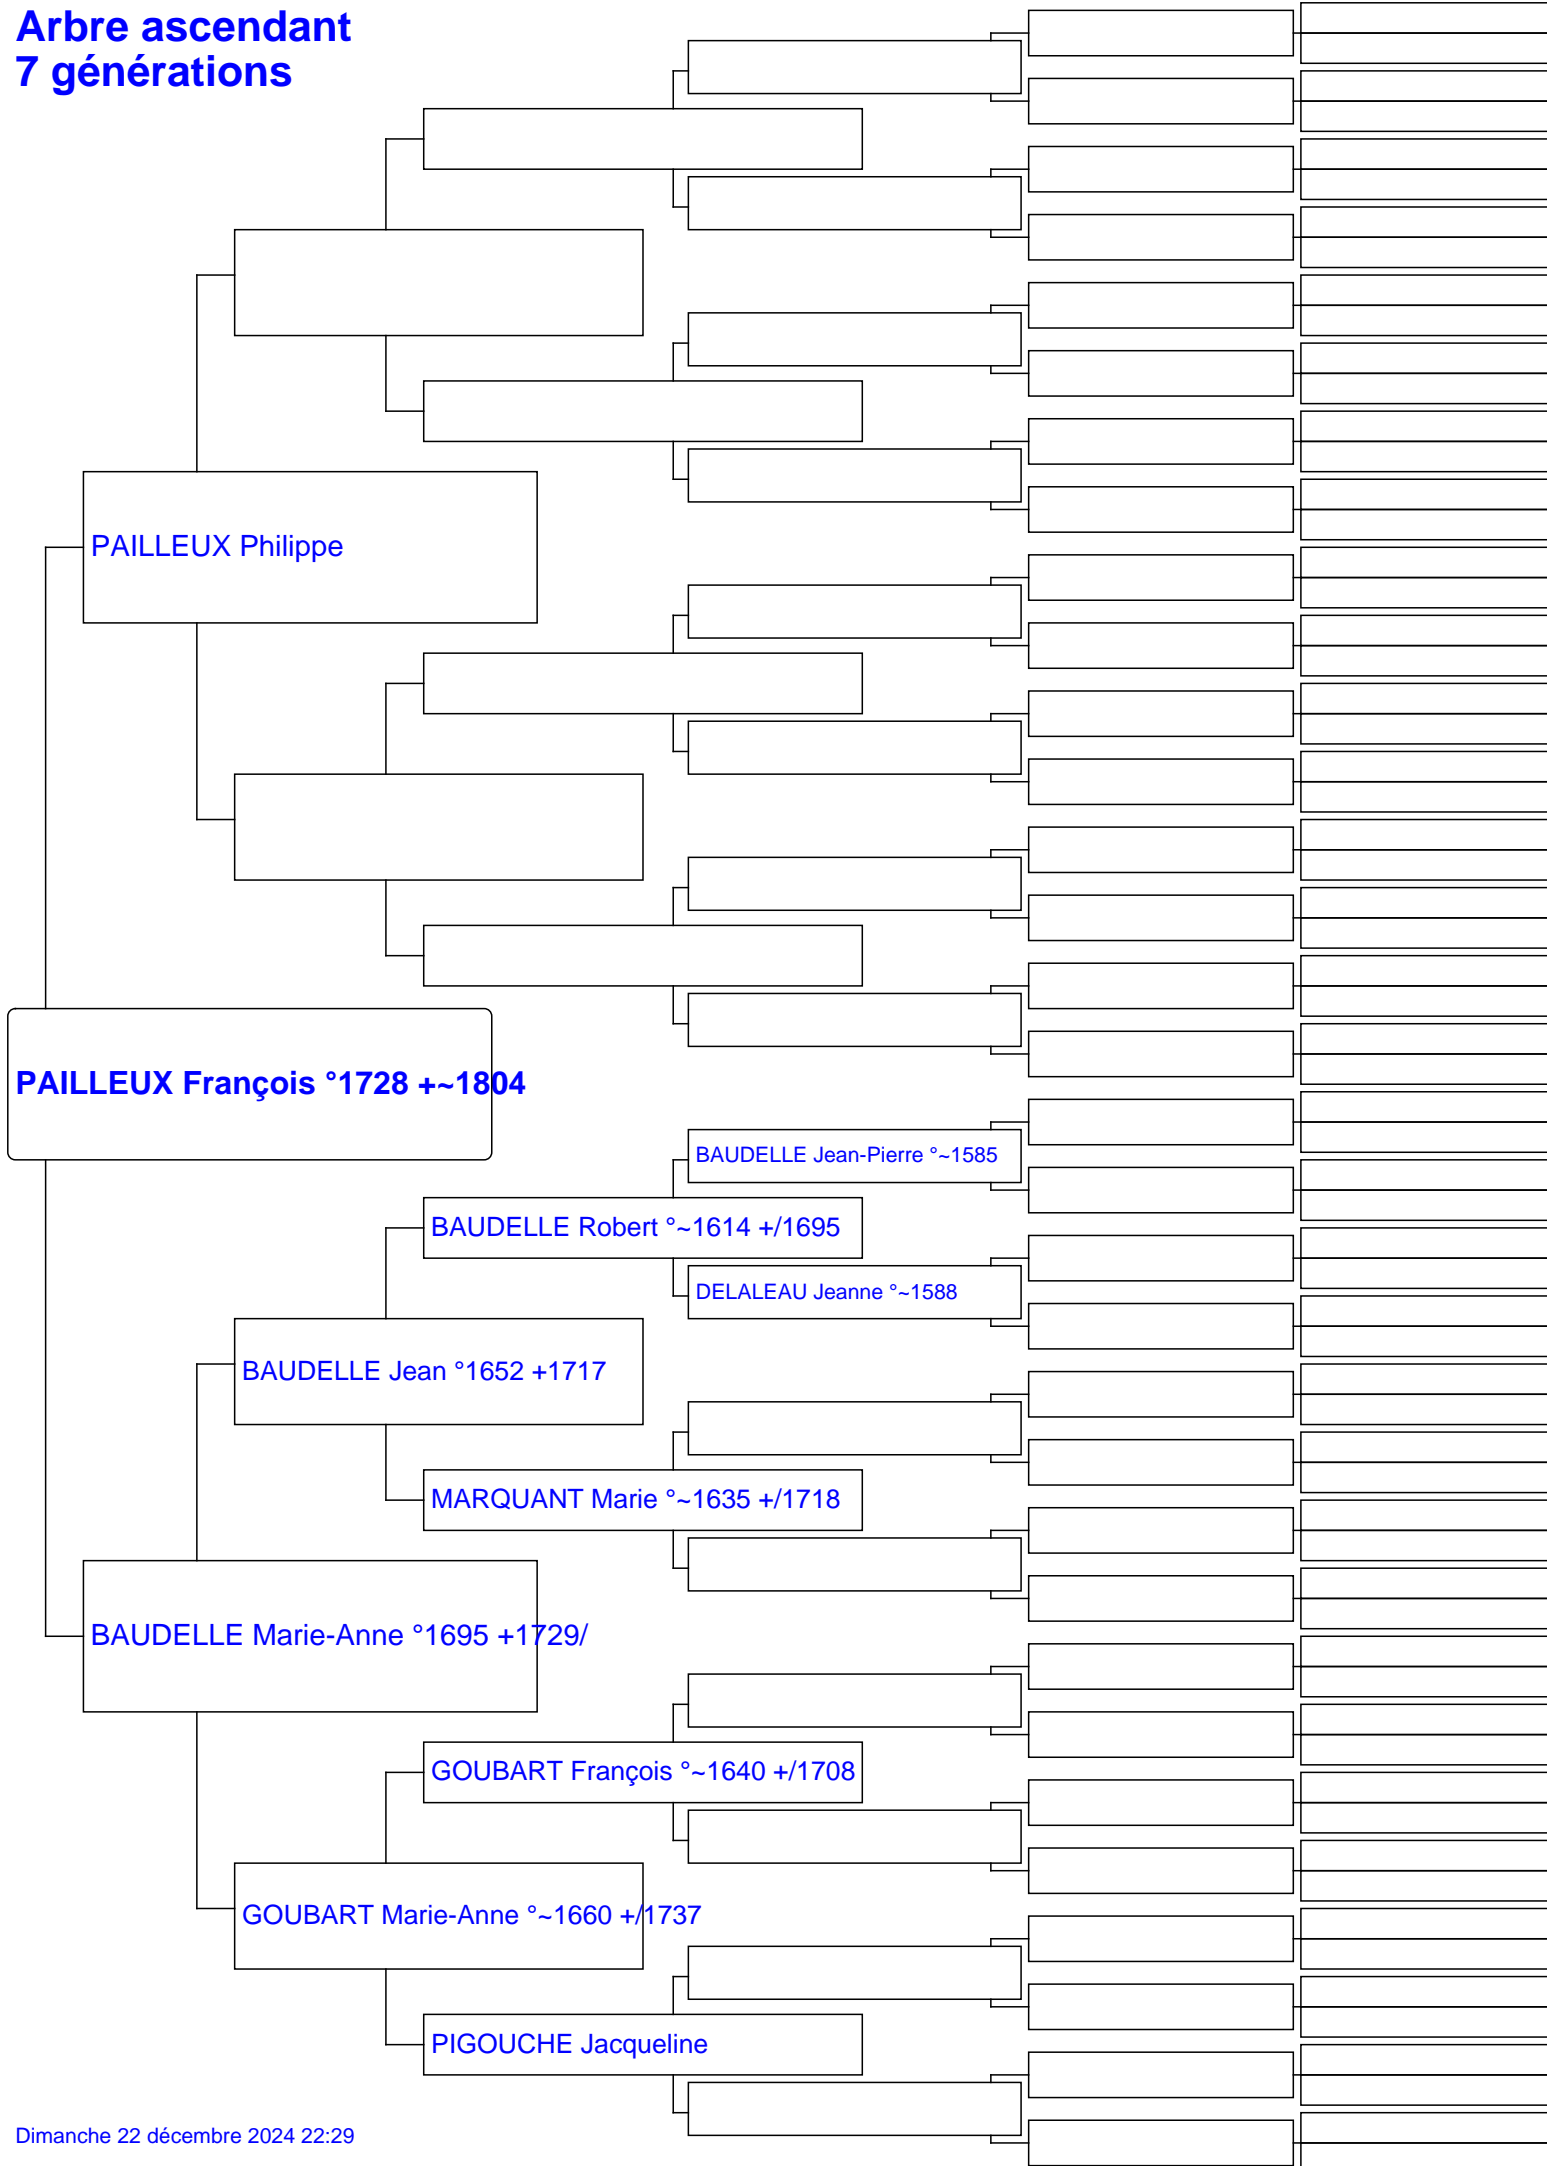 Arbre ascendant
7 générations
PAILLEUX Philippe
PAILLEUX François °1728 +~1804
BAUDELLE Jean-Pierre °~1585
BAUDELLE Robert °~1614 +/1695
DELALEAU Jeanne °~1588
BAUDELLE Jean °1652 +1717
MARQUANT Marie °~1635 +/1718
BAUDELLE Marie-Anne °1695 +1729/
GOUBART François °~1640 +/1708
GOUBART Marie-Anne °~1660 +/1737
PIGOUCHE Jacqueline
Dimanche 22 décembre 2024 22:29